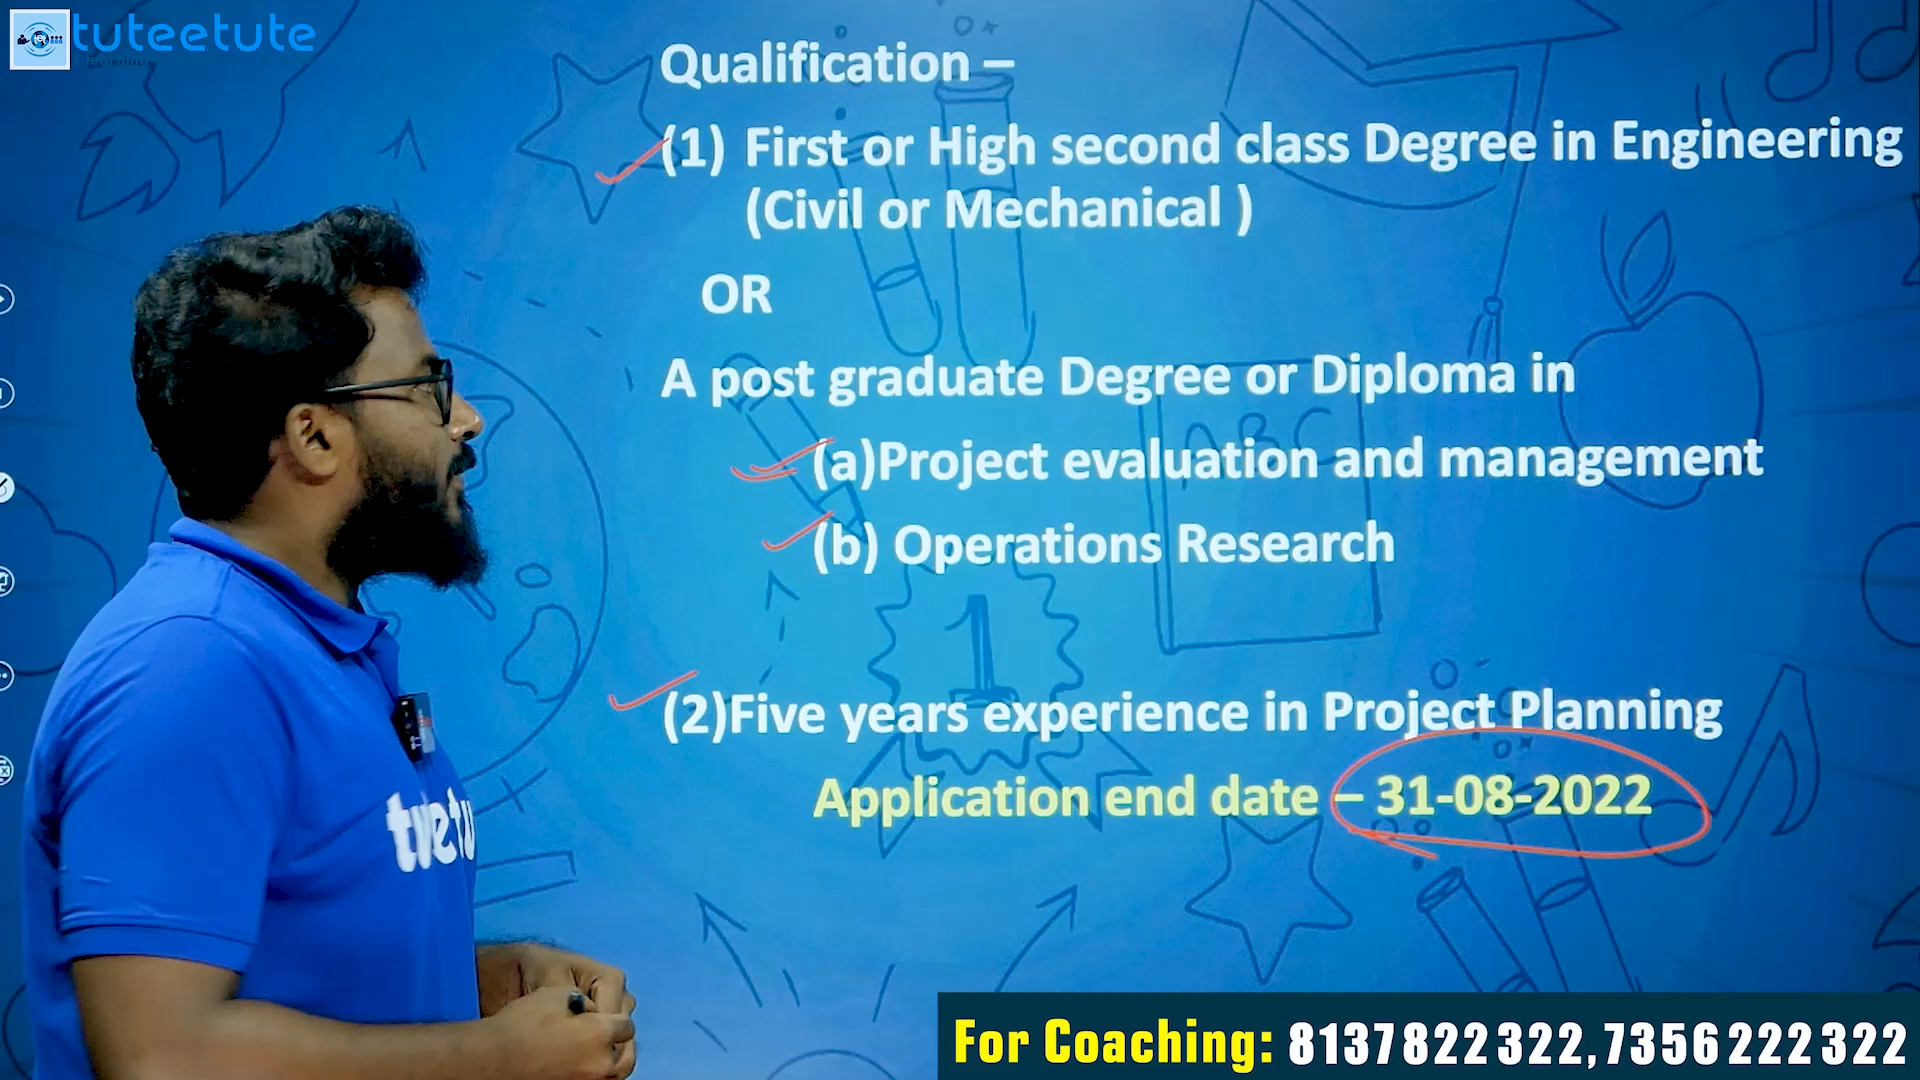 tuteetute
Qualification –
(1) First or High second class Degree in Engineering
(Civil or Mechanical )
OR
A post graduate Degree or Diploma in
(a)Project evaluation and management
ABC
(b) Operations Research
1
(2)Five years experience in Project Planning
Application end date – 31-08-2022
For Coaching: 8137822322,7356222322